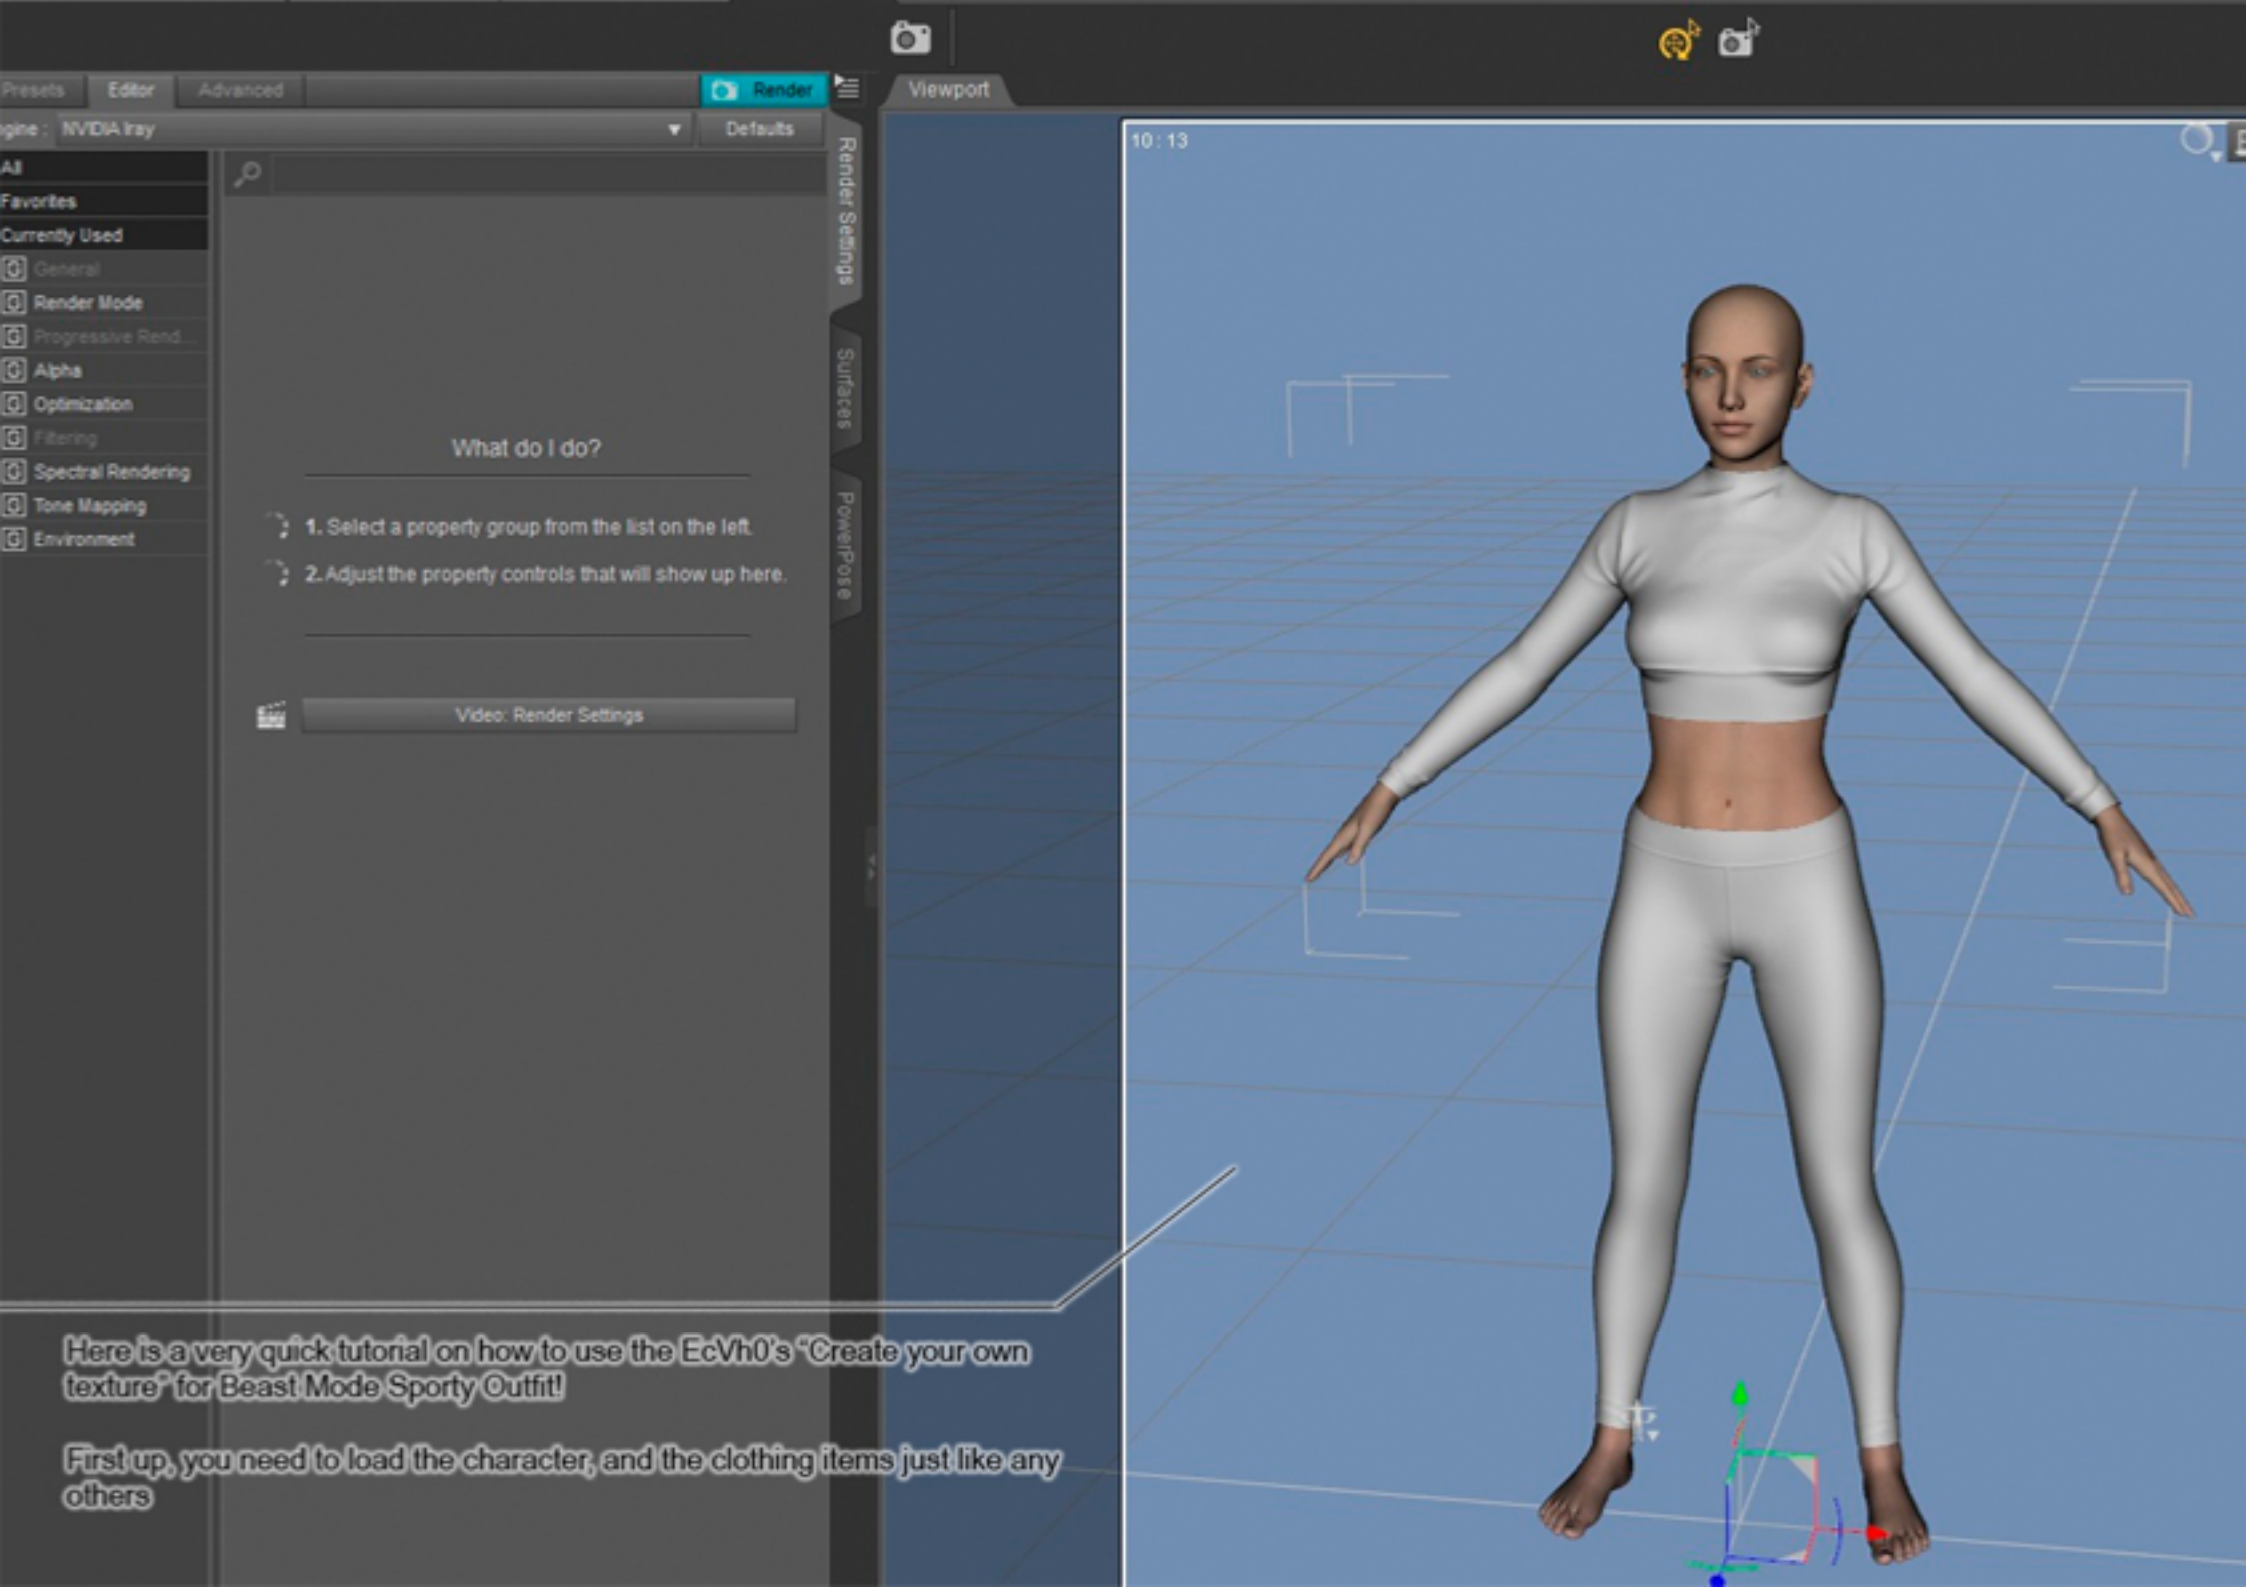 Presets Editor Advanced Render
gine : NVIDIA Iray Defaults
All
Favorites
Currently Used
General
Render Mode
Progressive Rend...
Alpha
Optimization
Filtering
Spectral Rendering
Tone Mapping
Environment
What do I do?
1. Select a property group from the list on the left.
2. Adjust the property controls that will show up here.
Video: Render Settings
Render Settings
Surfaces
PowerPose
Viewport
10 : 13
Here is a very quick tutorial on how to use the EcVh0's “Create your own
texture” for Beast Mode Sporty Outfit!
First up, you need to load the character, and the clothing items just like any
others